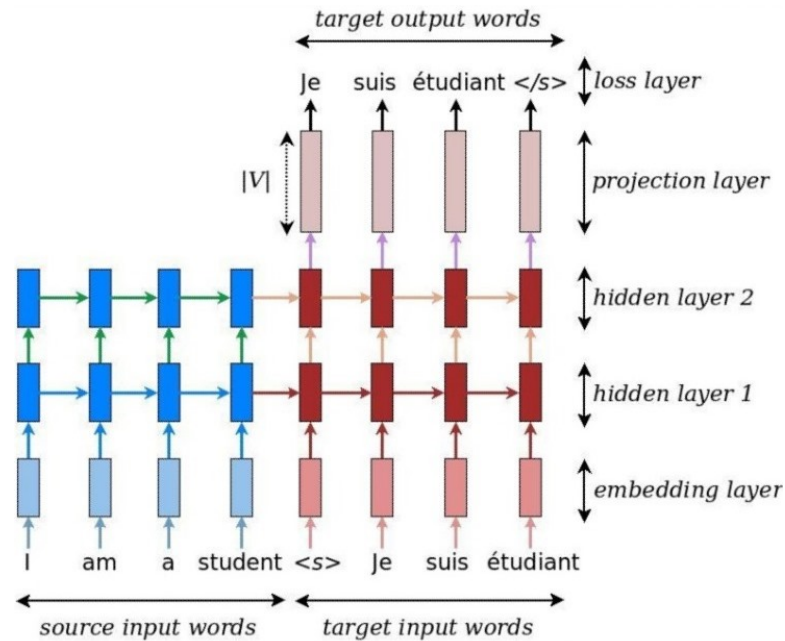 target output words
Je suis étudiant </s> loss layer
|V| projection layer
hidden layer 2
hidden layer 1
embedding layer
I am a student <s> Je suis étudiant
source input words target input words